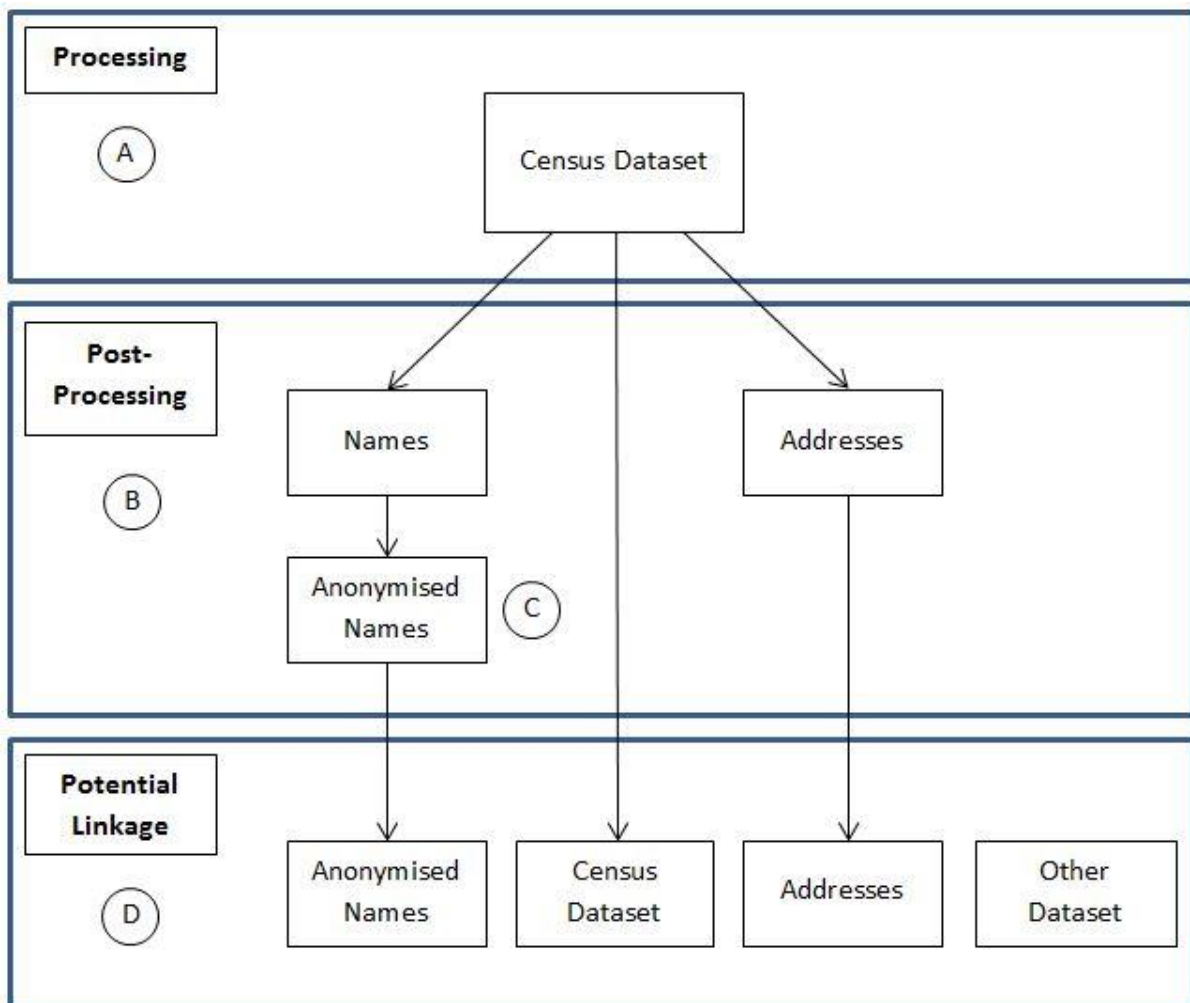 Processing
A
Census Dataset
Post-
Processing
B
Names
Addresses
Anonymised
Names
C
Potential
Linkage
D
Anonymised
Names
Census
Dataset
Addresses
Other
Dataset